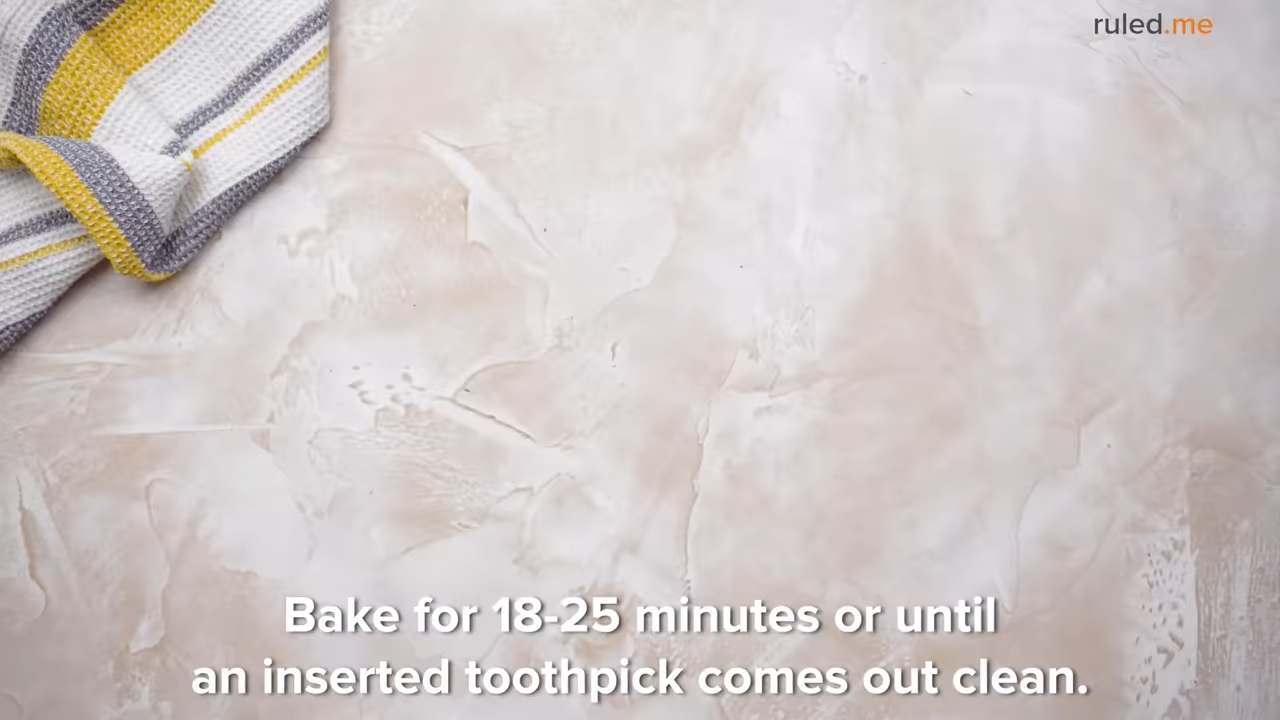 ruled.me
Bake for 18-25 minutes or until
an inserted toothpick comes out clean.